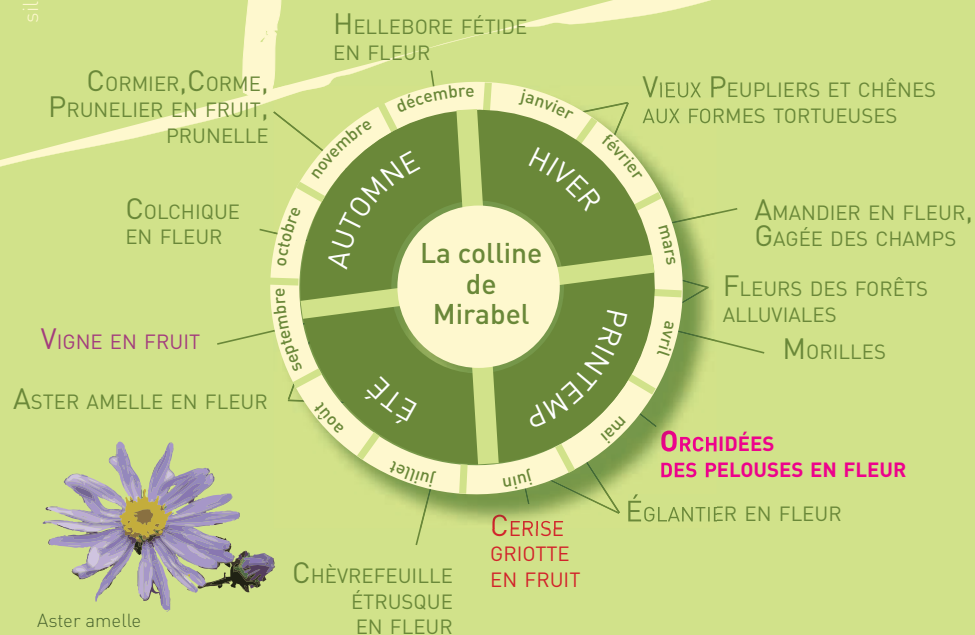 sil
HELLEBORE FÉTIDE
EN FLEUR
CORMIER, CORME,
PRUNELIER EN FRUIT,
PRUNELLE
VIEUX PEUPLIERS ET CHÊNES
AUX FORMES TORTUEUSES
COLCHIQUE
EN FLEUR
AMANDIER EN FLEUR,
GAGÉE DES CHAMPS
FLEURS DES FORÊTS
ALLUVIALES
MORILLES
VIGNE EN FRUIT
ASTER AMELLE EN FLEUR
ORCHIDÉES
DES PELOUSES EN FLEUR
ÉGLANTIER EN FLEUR
CERISE
GRIOTTE
EN FRUIT
CHÈVREFEUILLE
ÉTRUSQUE
EN FLEUR
janvier
février
mars
avril
mai
juin
juillet
août
septembre
octobre
novembre
décembre
HIVER
PRINTEMP
ÉTÉ
AUTOMNE
La colline
de
Mirabel
Aster amelle